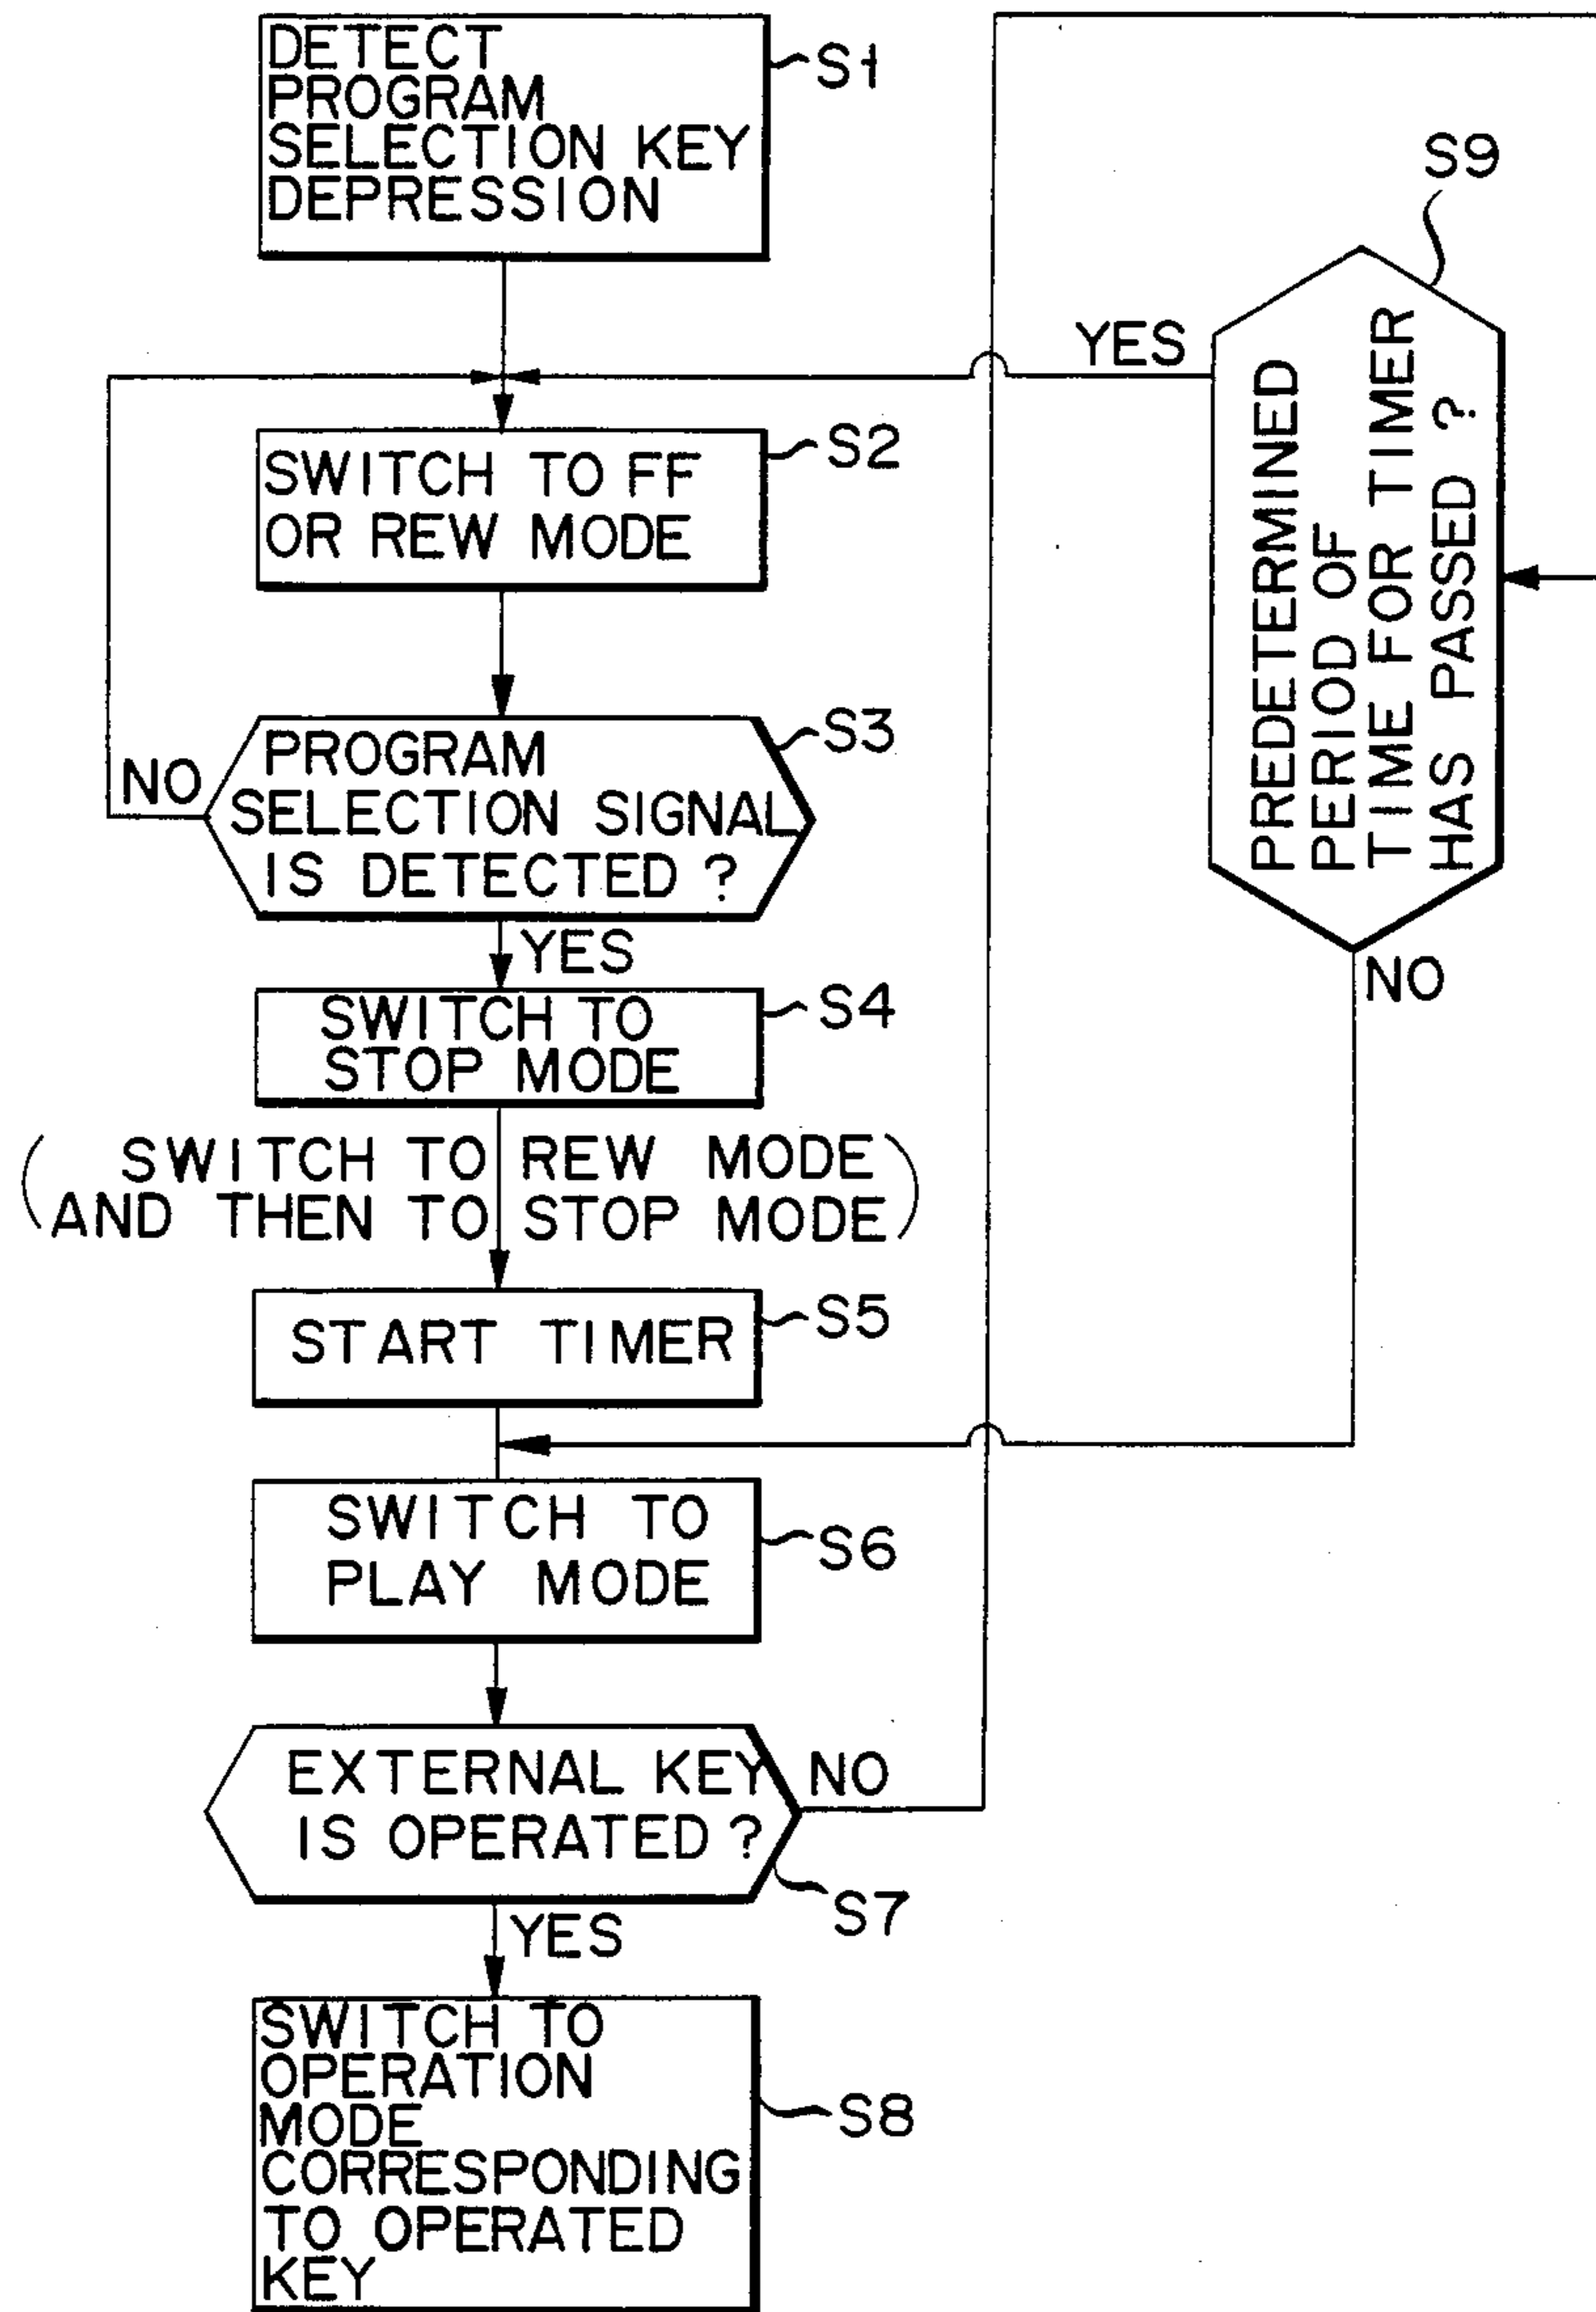 DETECT
PROGRAM
SELECTION KEY
DEPRESSION
S1
SWITCH TO FF
OR REW MODE
S2
PROGRAM
SELECTION SIGNAL
IS DETECTED ?
S3
NO
YES
SWITCH TO
STOP MODE
S4
(SWITCH TO REW MODE
AND THEN TO STOP MODE)
START TIMER
S5
SWITCH TO
PLAY MODE
S6
EXTERNAL KEY
IS OPERATED ?
NO
S7
YES
SWITCH TO
OPERATION
MODE
CORRESPONDING
TO OPERATED
KEY
S8
S9
YES
PREDETERMINED
PERIOD OF
TIME FOR TIMER
HAS PASSED ?
NO